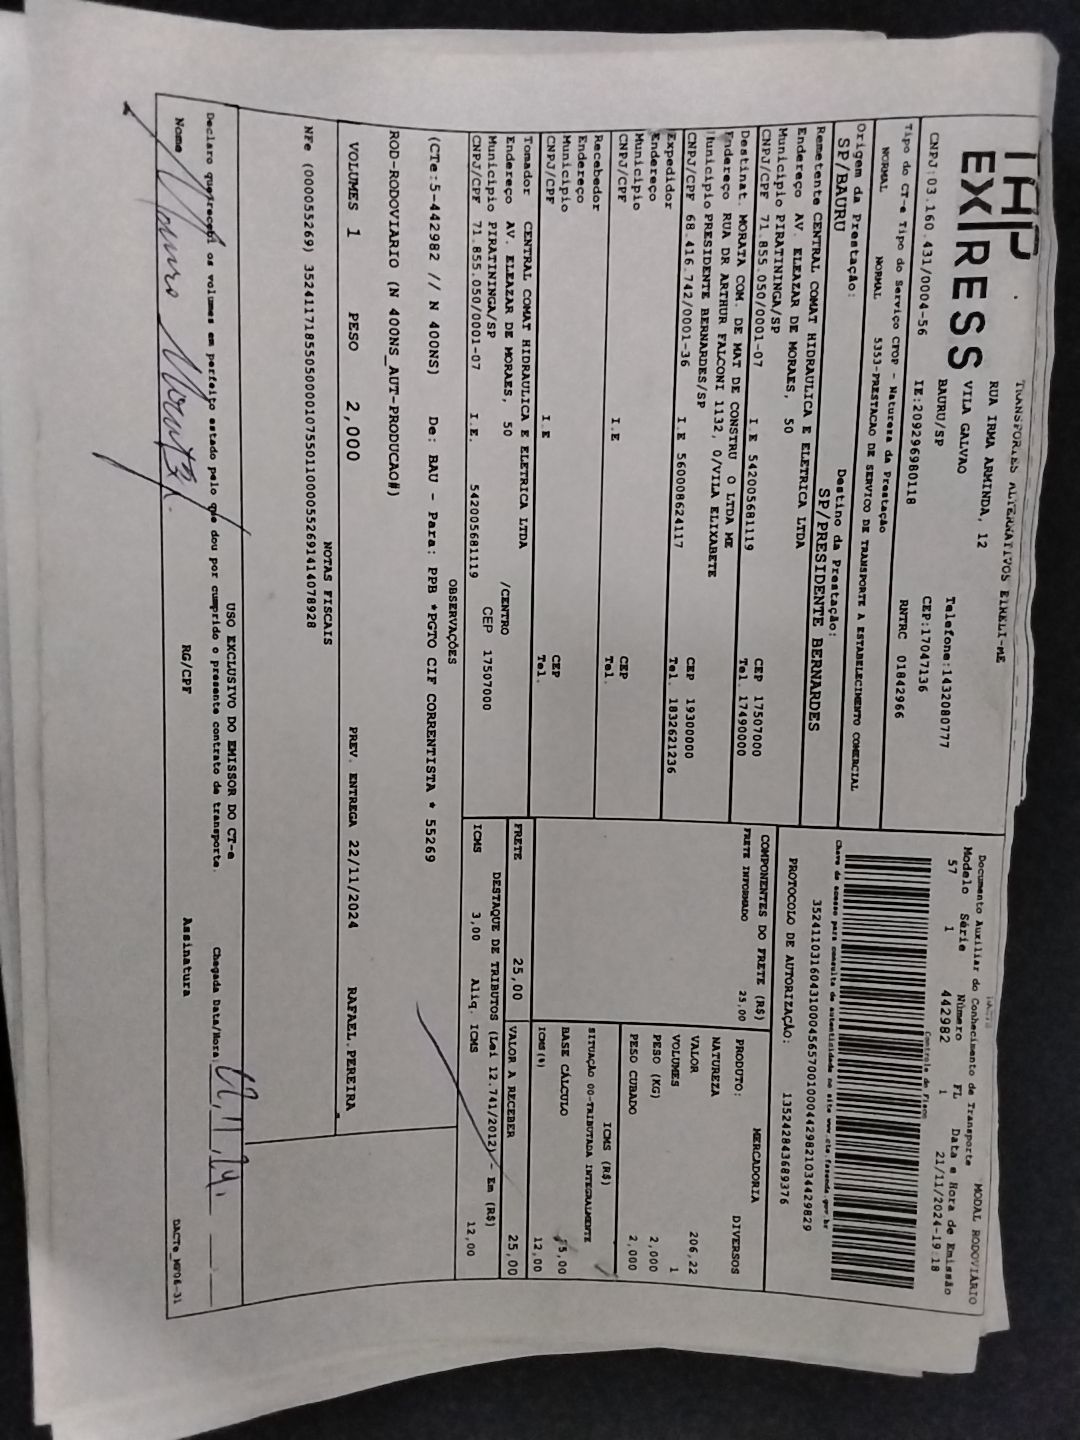 THP EXPRESS
TRANSPORTES ALTERNATIVOS EIRELI-ME
RUA IRMA ARMINDA, 12
VILA GALVAO
BAURU/SP
Telefone:1432080777
CEP:17047136
CNPJ:03.160.431/0004-56 IE:209296980118 RNTRC 01842966
Tipo do CT-e Tipo do Serviço CFOP - Natureza da Prestação
NORMAL NORMAL 5353-PRESTACAO DE SERVICO DE TRANSPORTE A ESTABELECIMENTO COMERCIAL
Origem da Prestação: Destino da Prestação:
SP/BAURU SP/PRESIDENTE BERNARDES
DACTE
Documento Auxiliar do Conhecimento de Transporte MODAL RODOVIARIO
Modelo Série Número FL Data e Hora de Emissão
57 1 442982 1 21/11/2024-19:18
Controle do Fisco
Chave de acesso para consulta de autenticidade no site www.cte.fazenda.gov.br
35241103160431000456570010004429821034429829
PROTOCOLO DE AUTORIZAÇÃO: 135242843689376
Remetente CENTRAL COMAT HIDRAULICA E ELETRICA LTDA
Endereço AV. ELEAZAR DE MORAES, 50
Municipio PIRATININGA/SP CEP 17507000
CNPJ/CPF 71.855.050/0001-07 I.E 542005681119 Tel. 17490000
Destinat. MORATA COM. DE MAT DE CONSTRU O LTDA ME
Endereço RUA DR ARTHUR FALCONI 1132, 0/VILA ELIXABETE
Municipio PRESIDENTE BERNARDES/SP CEP 19300000
CNPJ/CPF 68.416.742/0001-36 I.E 560008624117 Tel. 1832621236
Expedidor
Endereço
Municipio CEP
CNPJ/CPF I.E Tel.
Recebedor
Endereço
Municipio CEP
CNPJ/CPF I.E Tel.
Tomador CENTRAL COMAT HIDRAULICA E ELETRICA LTDA
Endereço AV. ELEAZAR DE MORAES, 50 /CENTRO
Municipio PIRATININGA/SP CEP 17507000
CNPJ/CPF 71.855.050/0001-07 I.E. 542005681119
COMPONENTES DO FRETE (R$)
FRETE INFORMADO 25,00
PRODUTO: MERCADORIA
NATUREZA DIVERSOS
VALOR 206,22
VOLUMES 1
PESO (KG) 2,000
PESO CUBADO 2,000
ICMS (R$)
SITUAÇÃO 00-TRIBUTADA INTEGRALMENTE
BASE CÁLCULO 5,00
ICMS(%) 12,00
FRETE 25,00 VALOR A RECEBER 25,00
DESTAQUE DE TRIBUTOS (Lei 12.741/2012) - Em (R$)
ICMS 3,00 Aliq. ICMS 12,00
OBSERVAÇÕES
(CTe:5-442982 // N 400NS) De: BAU - Para: PPB *PGTO CIF CORRENTISTA * 55269
ROD-RODOVIARIO (N 400NS_AUT-PRODUCAO#)
VOLUMES 1 PESO 2,000 PREV. ENTREGA 22/11/2024 RAFAEL.PEREIRA
NOTAS FISCAIS
NFe (000055269) 35241171855050000107550110000552691414078928
USO EXCLUSIVO DO EMISSOR DO CT-e
Declaro que recebi os volumes em perfeito estado pelo que dou por cumprido o presente contrato de transporte. Chegada Data/Hora
Nome RG/CPF Assinatura
DACTe_MP06-31